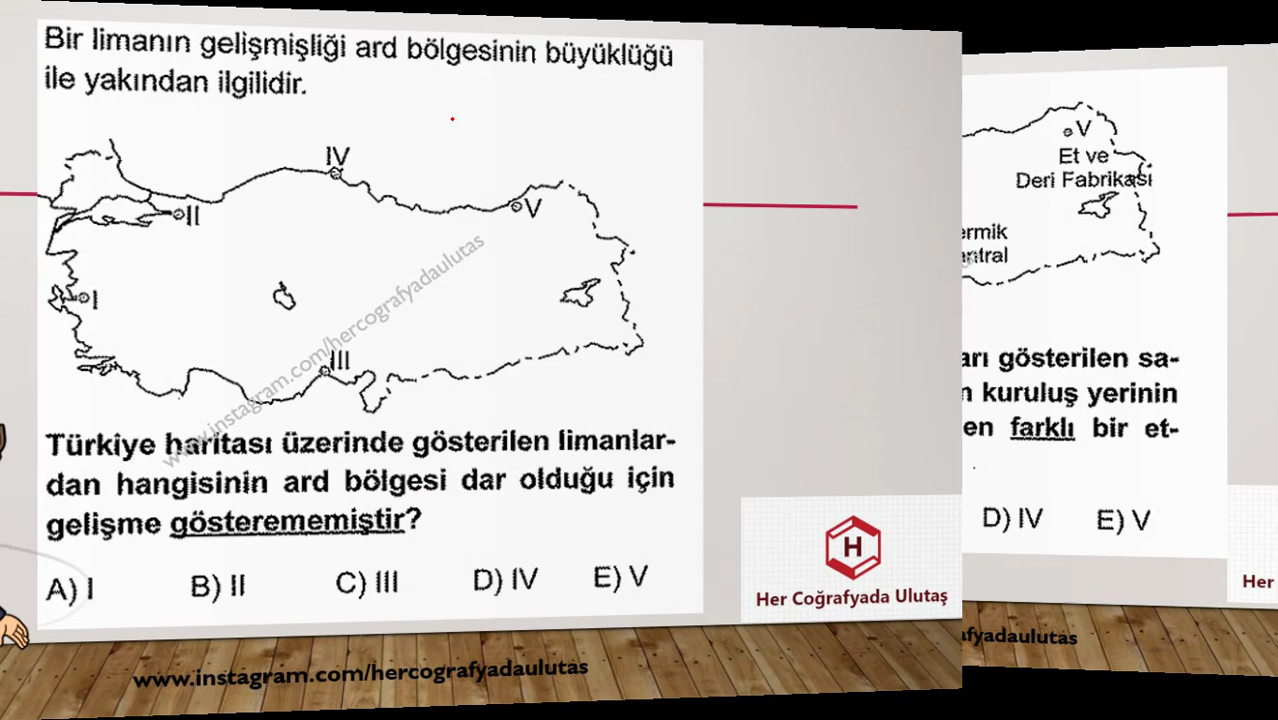 Bir limanın gelişmişliği ard bölgesinin büyüklüğü
ile yakından ilgilidir.
IV
II
V
I
III
www.instagram.com/hercografyadaulutas
Türkiye haritası üzerinde gösterilen limanlar-
dan hangisinin ard bölgesi dar olduğu için
gelişme gösterememiştir?
A) I B) II C) III D) IV E) V
H
Her Coğrafyada Ulutaş
www.instagram.com/hercografyadaulutas
V
Et ve
Deri Fabrikası
ermik
antral
arı gösterilen sa-
n kuruluş yerinin
en farklı bir et-
D) IV E) V
Her
afyadaulutas